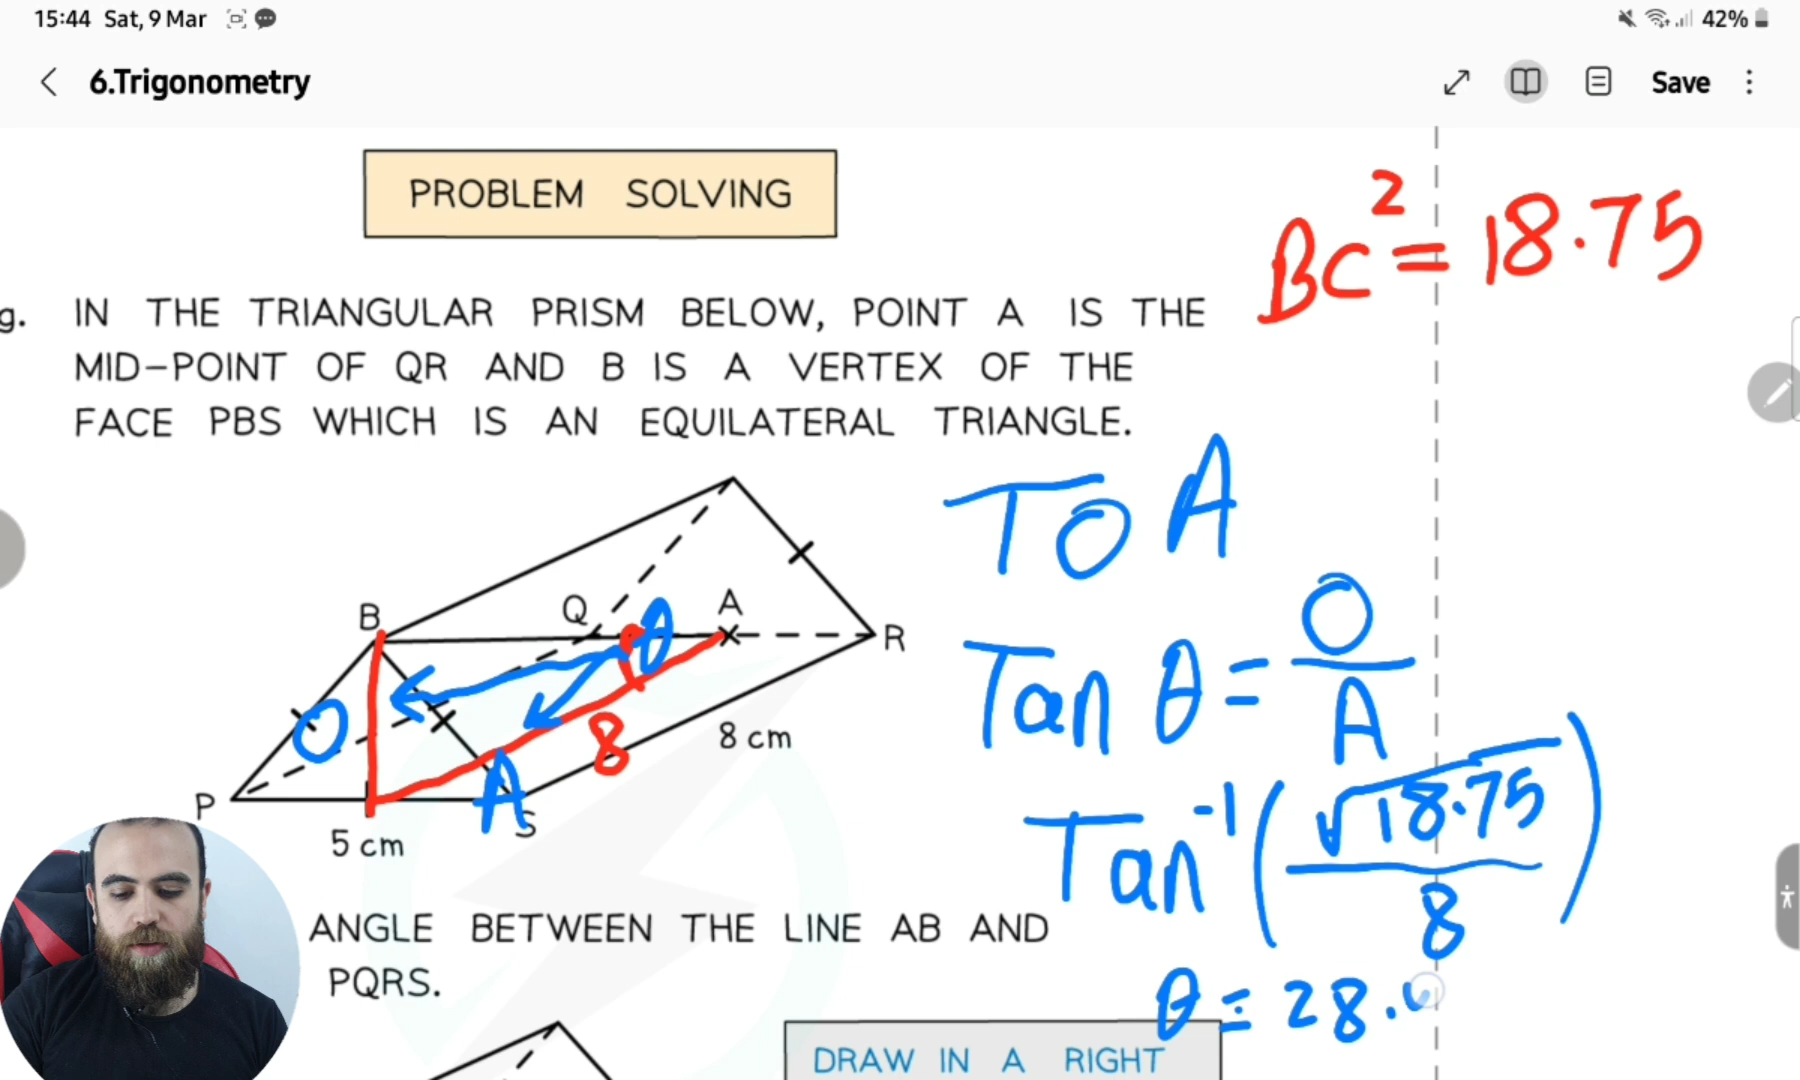 15:44 Sat, 9 Mar
42%
6.Trigonometry
Save
PROBLEM SOLVING
BC² = 18.75
g. IN THE TRIANGULAR PRISM BELOW, POINT A IS THE
MID-POINT OF QR AND B IS A VERTEX OF THE
FACE PBS WHICH IS AN EQUILATERAL TRIANGLE.
TOA
B
Q
θ
A
R
Tan θ = O/A
O
8
8 cm
A
P
S
5 cm
Tan⁻¹(√18.75/8)
ANGLE BETWEEN THE LINE AB AND
PQRS.
θ = 28.
DRAW IN A RIGHT